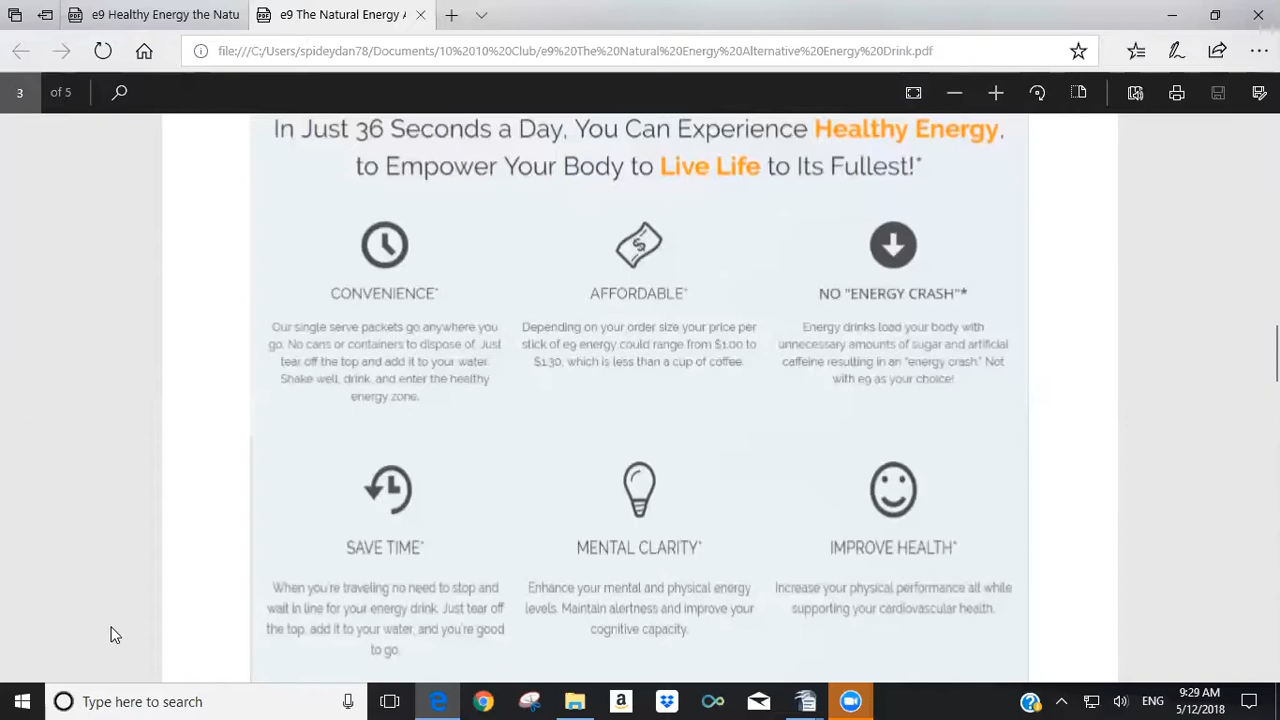 e9 Healthy Energy the Natu
e9 The Natural Energy A
file:///C:/Users/spideydan78/Documents/10%2010%20Club/e9%20The%20Natural%20Energy%20Alternative%20Energy%20Drink.pdf
3 of 5
In Just 36 Seconds a Day, You Can Experience Healthy Energy,
to Empower Your Body to Live Life to Its Fullest!*
CONVENIENCE*
Our single serve packets go anywhere you
go. No cans or containers to dispose of. Just
tear off the top and add it to your water.
Shake well, drink, and enter the healthy
energy zone.
AFFORDABLE*
Depending on your order size your price per
stick of e9 energy could range from $1.00 to
$1.30, which is less than a cup of coffee.
NO "ENERGY CRASH"*
Energy drinks load your body with
unnecessary amounts of sugar and artificial
caffeine resulting in an "energy crash." Not
with e9 as your choice!
SAVE TIME*
When you're traveling no need to stop and
wait in line for your energy drink. Just tear off
the top, add it to your water, and you're good
to go.
MENTAL CLARITY*
Enhance your mental and physical energy
levels. Maintain alertness and improve your
cognitive capacity.
IMPROVE HEALTH*
Increase your physical performance all while
supporting your cardiovascular health.
Type here to search
ENG
9:29 AM
5/12/2018